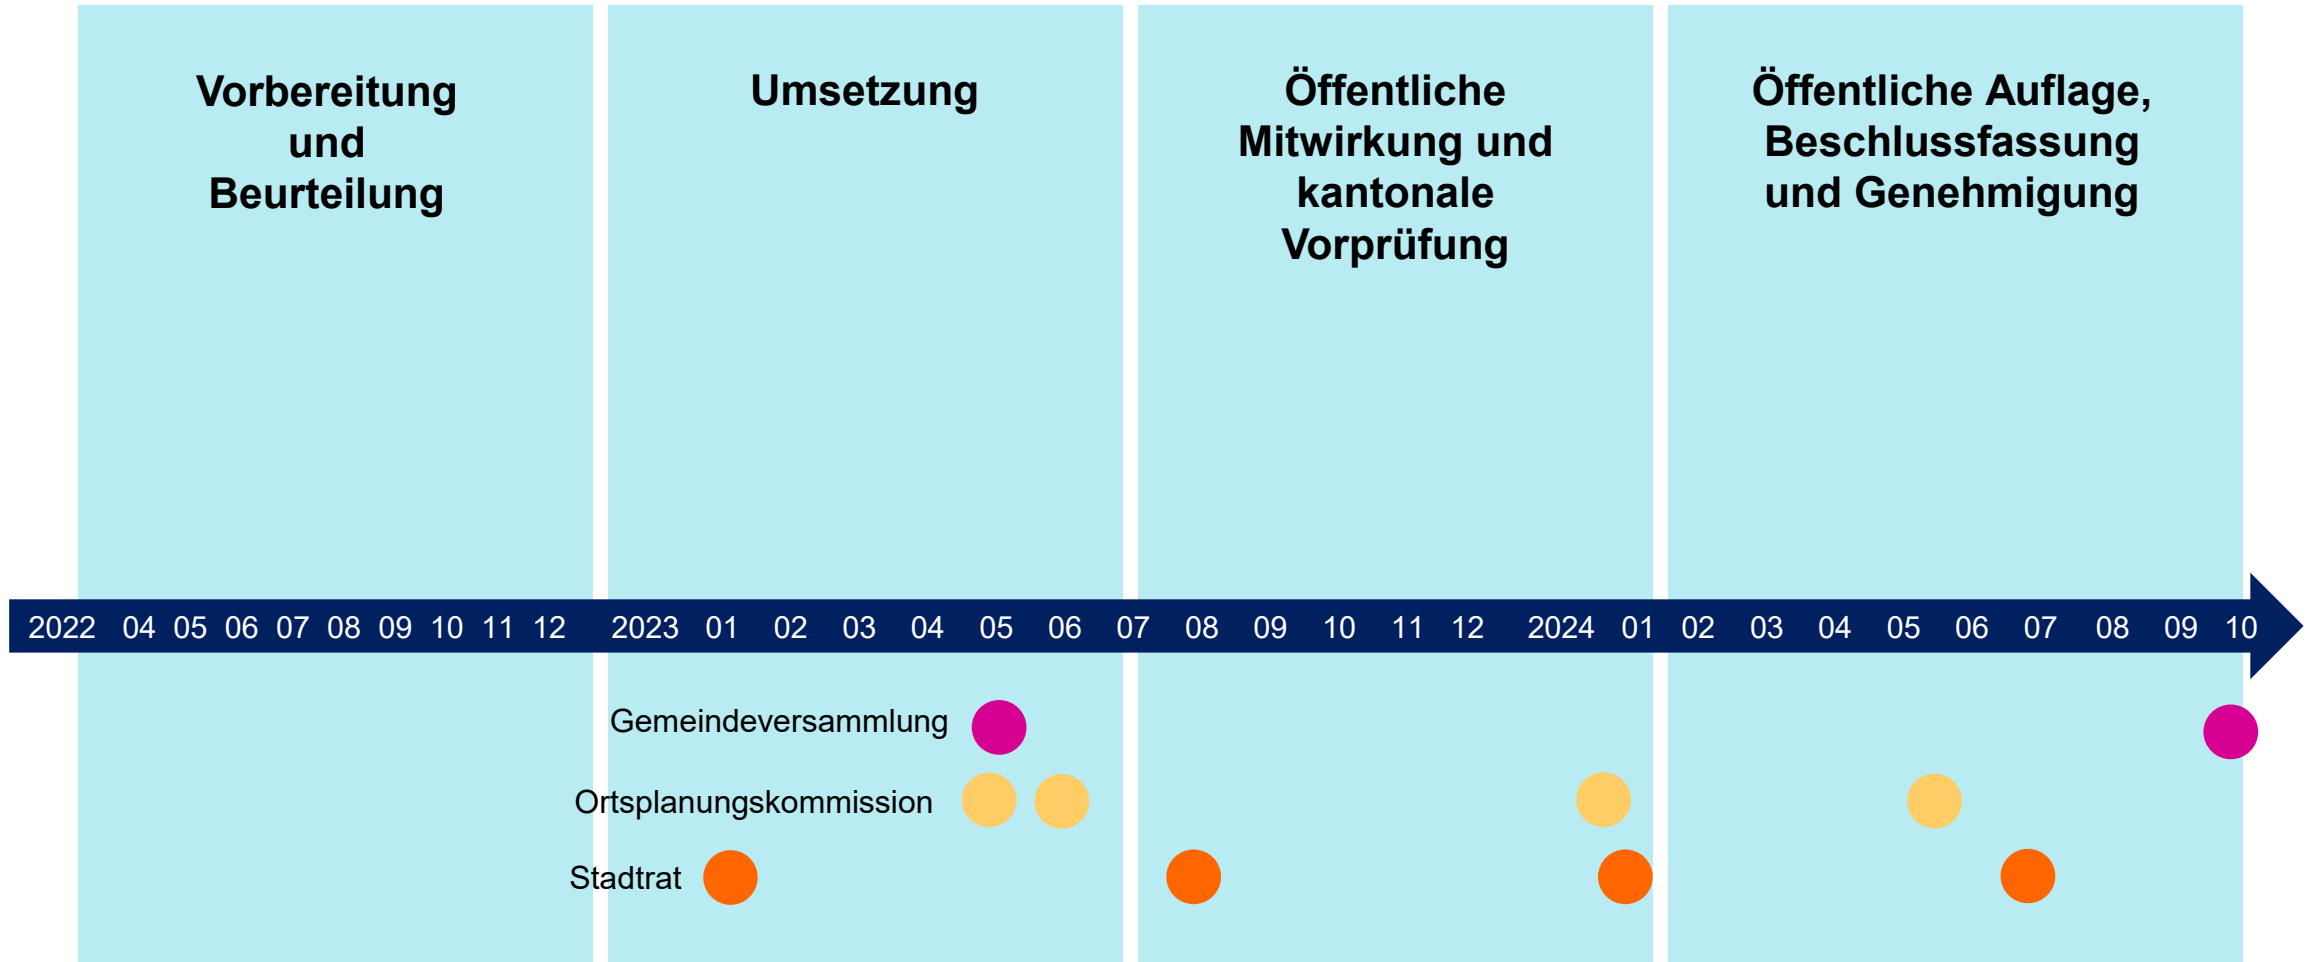 Vorbereitung
und
Beurteilung
Umsetzung
Öffentliche
Mitwirkung und
kantonale
Vorprüfung
Öffentliche Auflage,
Beschlussfassung
und Genehmigung
2022 04 05 06 07 08 09 10 11 12 2023 01 02 03 04 05 06 07 08 09 10 11 12 2024 01 02 03 04 05 06 07 08 09 10
Gemeindeversammlung
Ortsplanungskommission
Stadtrat